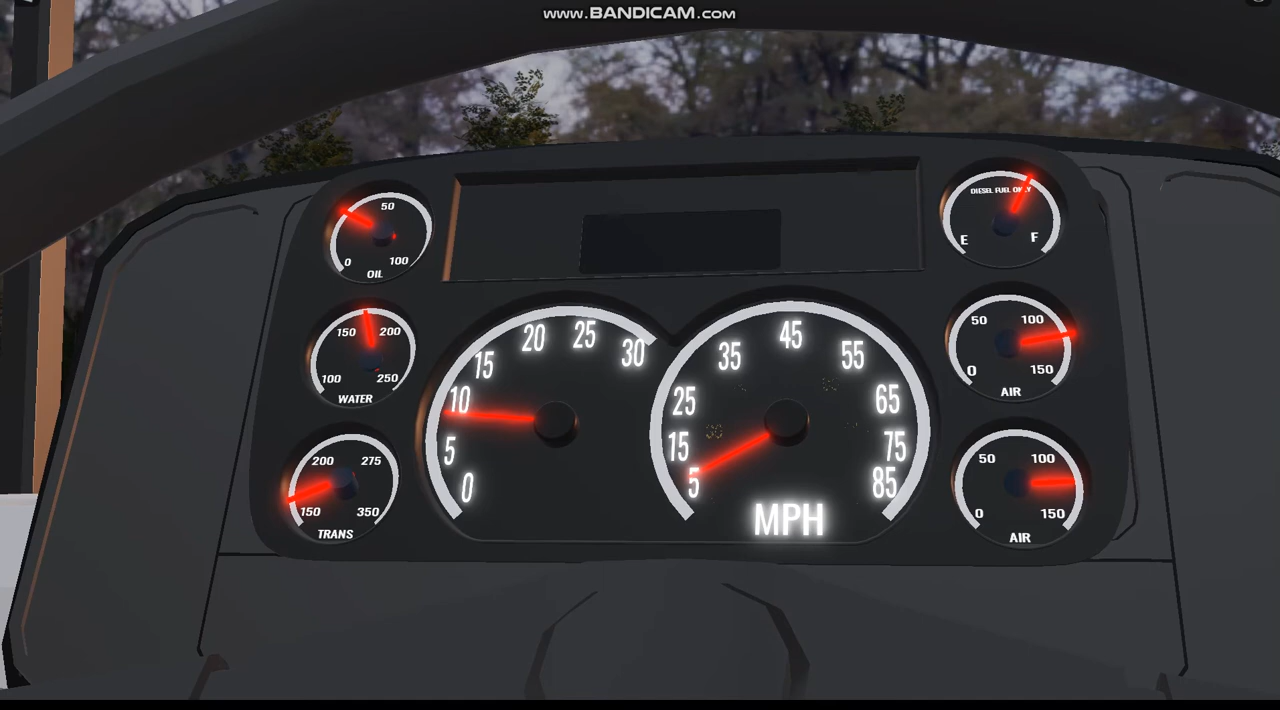 www.BANDICAM.com
50
0 100
OIL
150 200
100 250
WATER
200 275
150 350
TRANS
0 5 10 15 20 25 30
5 15 25 35 45 55 65 75 85
MPH
DIESEL FUEL ONLY
E F
50 100
0 150
AIR
50 100
0 150
AIR